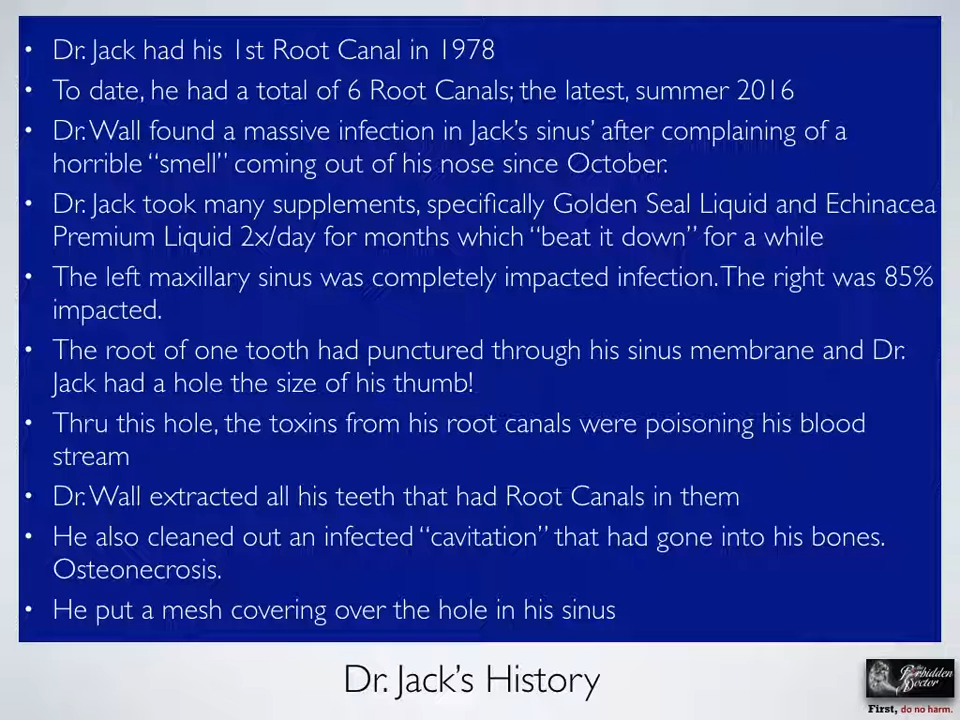 • Dr. Jack had his 1st Root Canal in 1978
• To date, he had a total of 6 Root Canals; the latest, summer 2016
• Dr. Wall found a massive infection in Jack's sinus' after complaining of a
horrible "smell" coming out of his nose since October.
• Dr. Jack took many supplements, specifically Golden Seal Liquid and Echinacea
Premium Liquid 2x/day for months which "beat it down" for a while
• The left maxillary sinus was completely impacted infection. The right was 85%
impacted.
• The root of one tooth had punctured through his sinus membrane and Dr.
Jack had a hole the size of his thumb!
• Thru this hole, the toxins from his root canals were poisoning his blood
stream
• Dr. Wall extracted all his teeth that had Root Canals in them
• He also cleaned out an infected "cavitation" that had gone into his bones.
Osteonecrosis.
• He put a mesh covering over the hole in his sinus
Dr. Jack's History
Forbidden
Doctor
First, do no harm.